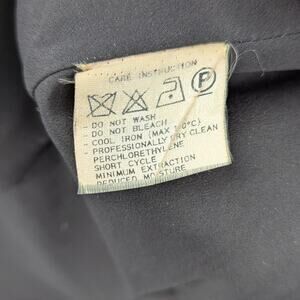 CARE INSTRUCTION
P
- DO NOT WASH
- DO NOT BLEACH
- COOL IRON (MAX 110°C)
- PROFESSIONALLY DRY CLEAN
PERCHLORETHYLENE
SHORT CYCLE
MINIMUM EXTRACTION
REDUCED MOISTURE